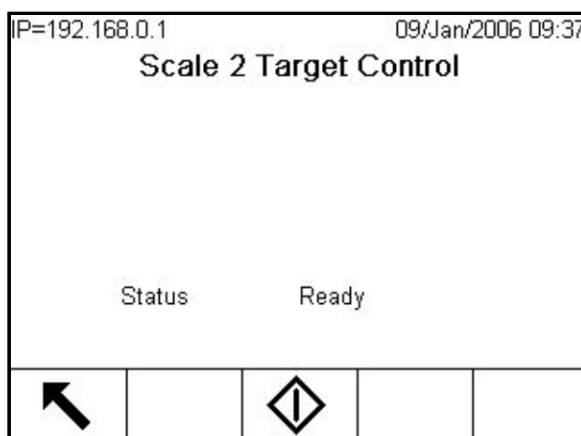 IP=192.168.0.1 09/Jan/2006 09:37
Scale 2 Target Control
Status Ready